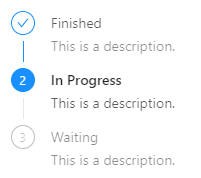 Finished
This is a description.
2 In Progress
This is a description.
3 Waiting
This is a description.